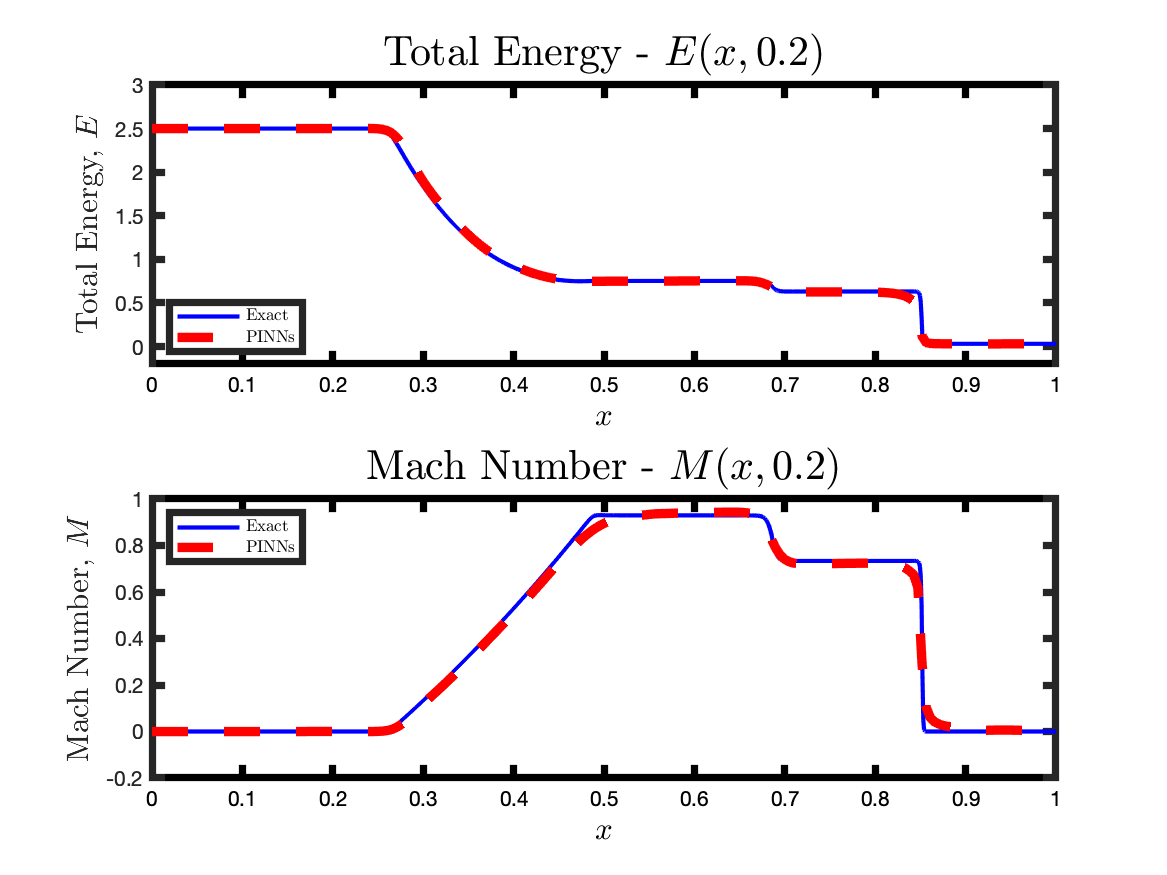 Total Energy - E(x, 0.2)
Total Energy, E
3
2.5
2
1.5
1
0.5
0
Exact
PINNs
0 0.1 0.2 0.3 0.4 0.5 0.6 0.7 0.8 0.9 1
x
Mach Number - M(x, 0.2)
Mach Number, M
1
0.8
0.6
0.4
0.2
0
-0.2
Exact
PINNs
0 0.1 0.2 0.3 0.4 0.5 0.6 0.7 0.8 0.9 1
x